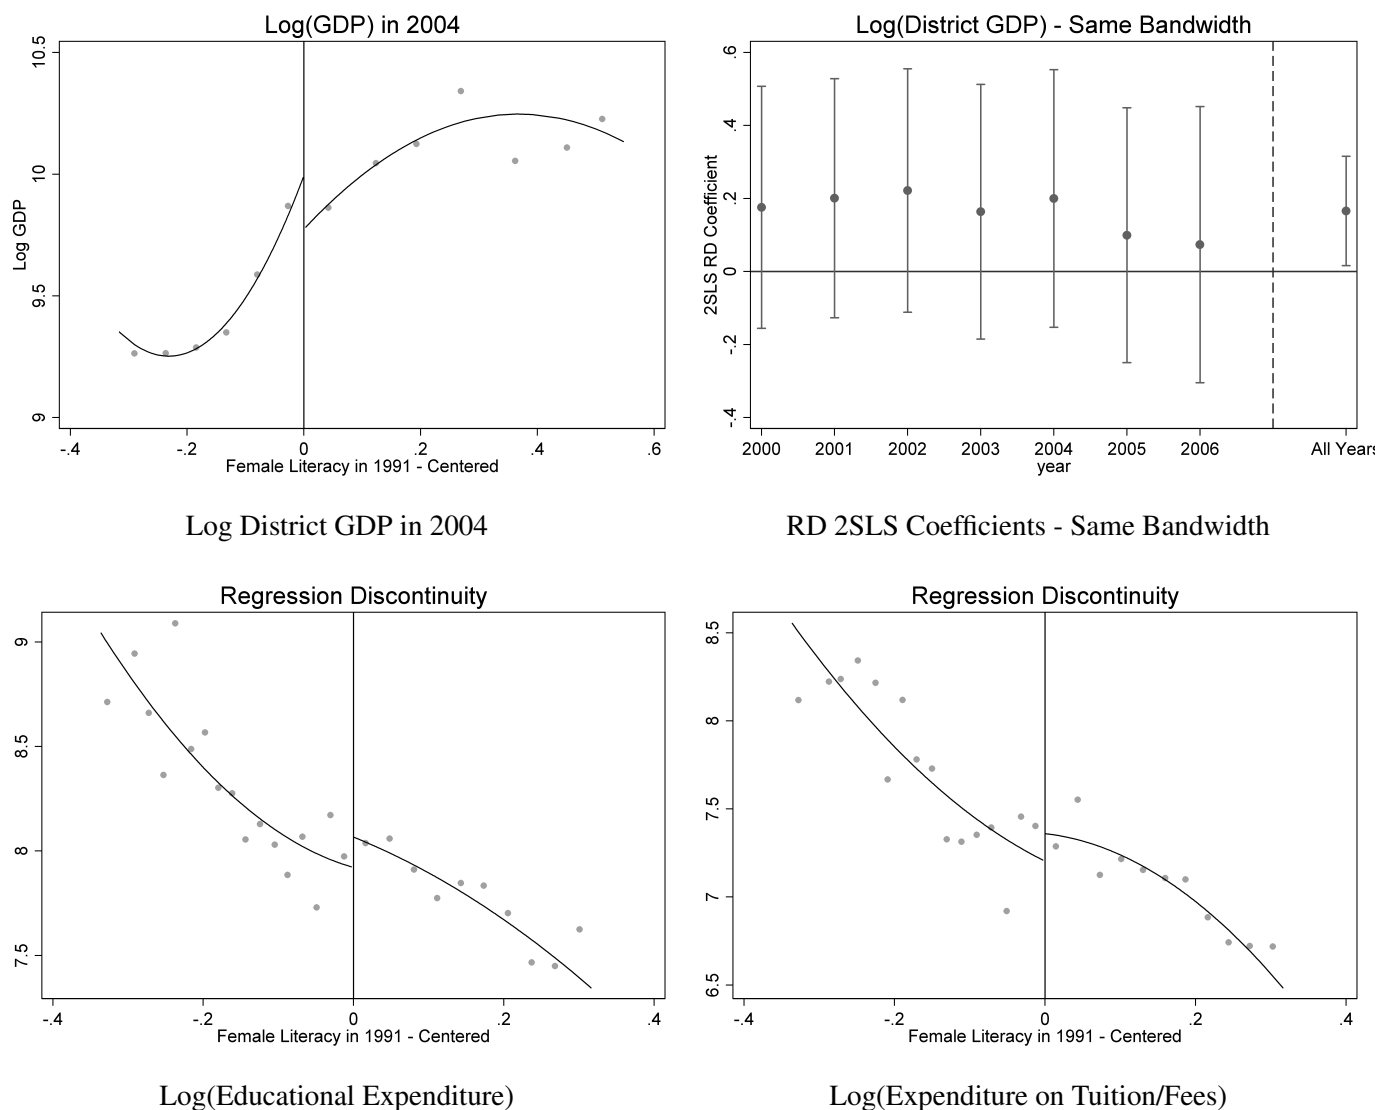 Log(GDP) in 2004
Log GDP
10.5
10
9.5
9
-.4 -.2 0 .2 .4 .6
Female Literacy in 1991 - Centered
Log District GDP in 2004
Log(District GDP) - Same Bandwidth
2SLS RD Coefficient
.6
.4
.2
0
-.2
-.4
2000 2001 2002 2003 2004 2005 2006 All Years
year
RD 2SLS Coefficients - Same Bandwidth
Regression Discontinuity
9
8.5
8
7.5
-.4 -.2 0 .2 .4
Female Literacy in 1991 - Centered
Log(Educational Expenditure)
Regression Discontinuity
8.5
8
7.5
7
6.5
-.4 -.2 0 .2 .4
Female Literacy in 1991 - Centered
Log(Expenditure on Tuition/Fees)